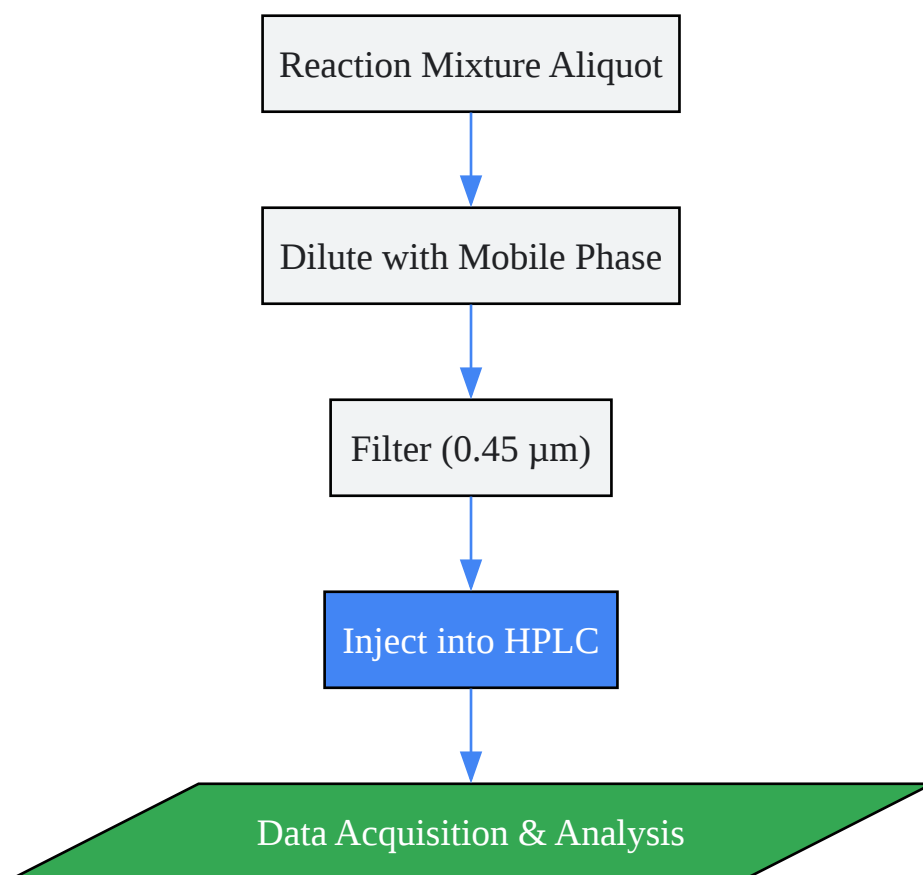 Reaction Mixture Aliquot
Dilute with Mobile Phase
Filter (0.45 µm)
Inject into HPLC
Data Acquisition & Analysis